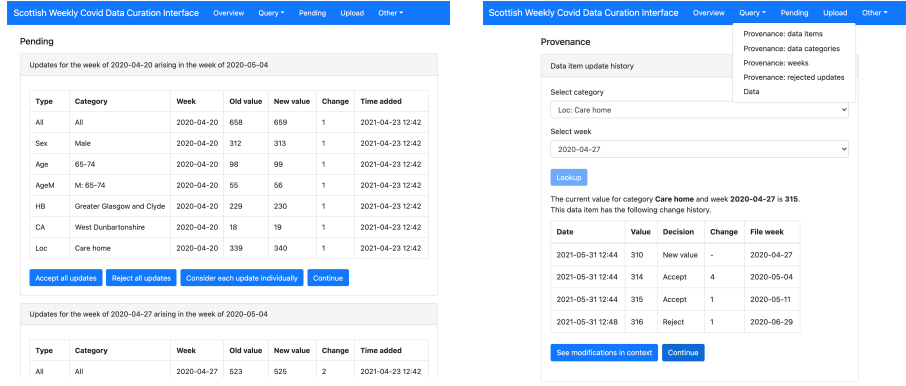 Scottish Weekly Covid Data Curation Interface Overview Query Pending Upload Other
Pending
Updates for the week of 2020-04-20 arising in the week of 2020-05-04
Type Category Week Old value New value Change Time added
All All 2020-04-20 658 659 1 2021-04-23 12:42
Sex Male 2020-04-20 312 313 1 2021-04-23 12:42
Age 65-74 2020-04-20 98 99 1 2021-04-23 12:42
AgeM M: 65-74 2020-04-20 55 56 1 2021-04-23 12:42
HB Greater Glasgow and Clyde 2020-04-20 229 230 1 2021-04-23 12:42
CA West Dunbartonshire 2020-04-20 18 19 1 2021-04-23 12:42
Loc Care home 2020-04-20 339 340 1 2021-04-23 12:42
Accept all updates Reject all updates Consider each update individually Continue
Updates for the week of 2020-04-27 arising in the week of 2020-05-04
Type Category Week Old value New value Change Time added
All All 2020-04-27 523 525 2 2021-04-23 12:42
Scottish Weekly Covid Data Curation Interface Overview Query Pending Upload Other
Provenance: data items
Provenance: data categories
Provenance: weeks
Provenance: rejected updates
Data
Provenance
Data item update history
Select category
Loc: Care home
Select week
2020-04-27
Lookup
The current value for category Care home and week 2020-04-27 is 315.
This data item has the following change history.
Date Value Decision Change File week
2021-05-31 12:44 310 New value - 2020-04-27
2021-05-31 12:44 314 Accept 4 2020-05-04
2021-05-31 12:44 315 Accept 1 2020-05-11
2021-05-31 12:48 316 Reject 1 2020-06-29
See modifications in context Continue